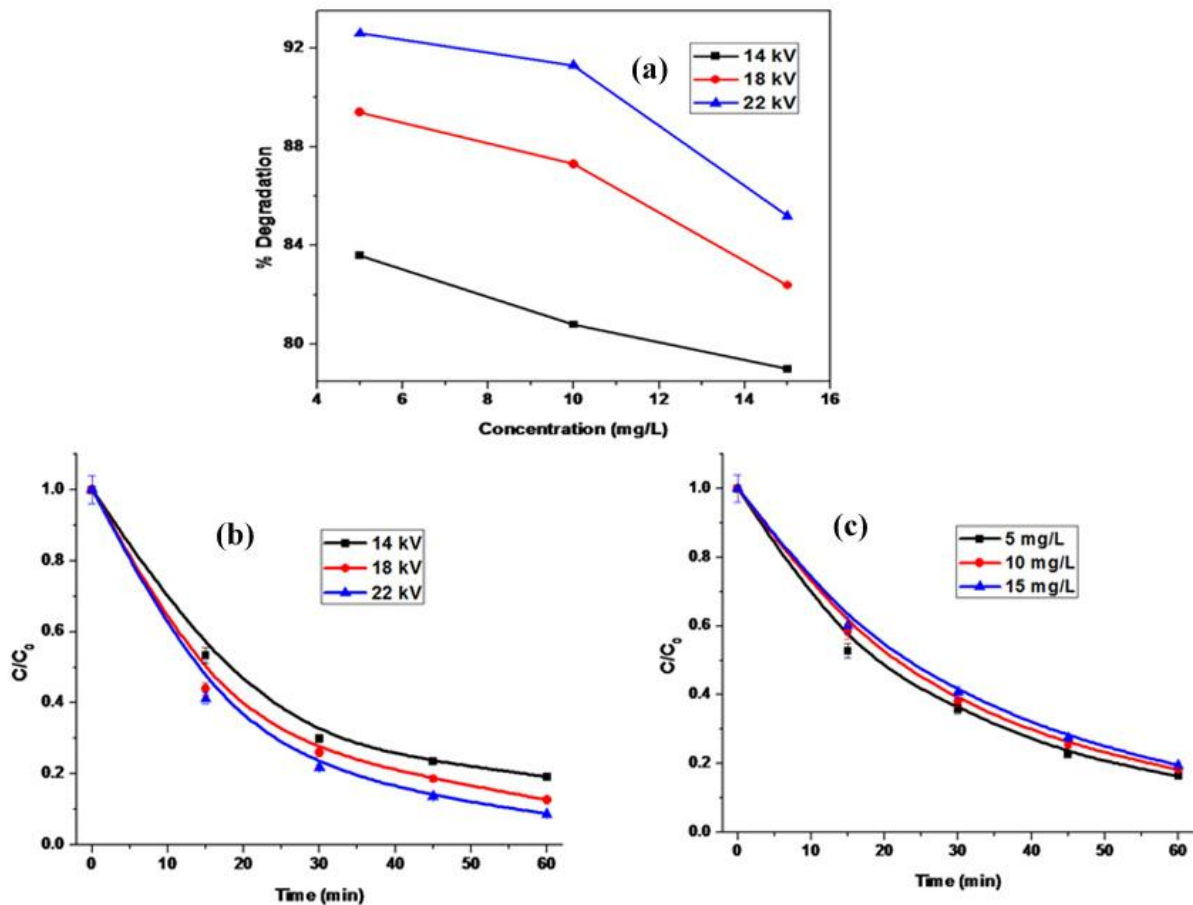 92
88
84
80
% Degradation
(a)
14 kV
18 kV
22 kV
4 6 8 10 12 14 16
Concentration (mg/L)
1.0
0.8
0.6
0.4
0.2
0.0
C/C0
(b)
14 kV
18 kV
22 kV
0 10 20 30 40 50 60
Time (min)
1.0
0.8
0.6
0.4
0.2
0.0
C/C0
(c)
5 mg/L
10 mg/L
15 mg/L
0 10 20 30 40 50 60
Time (min)